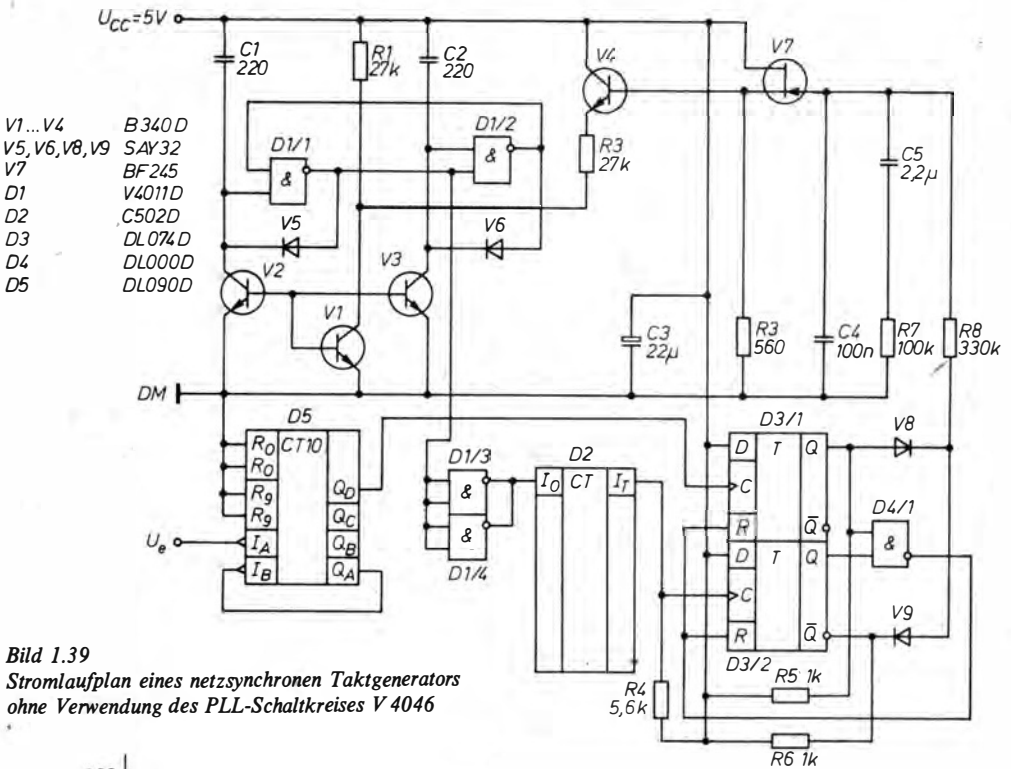 U_CC=5V
C1
220
R1
27k
C2
220
V4
V7
V1...V4 B340D
V5,V6,V8,V9 SAY32
V7 BF245
D1 V4011D
D2 C502D
D3 DL074D
D4 DL000D
D5 DL090D
D1/1
&
D1/2
&
R3
27k
C5
2,2µ
V5
V6
V2
V3
V1
C3
22µ
R3
560
C4
100n
R7
100k
R8
330k
DM
D5
R0 CT10
R0
R9
R9
IA
IB
QD
QC
QB
QA
Ue
D1/3
&
&
D1/4
D2
I0 CT IT
D3/1
D T Q
C
R Q̄
D T Q
C
R Q̄
D3/2
V8
D4/1
&
V9
R4
5,6k
R5 1k
R6 1k
Bild 1.39
Stromlaufplan eines netzsynchronen Taktgenerators
ohne Verwendung des PLL-Schaltkreises V 4046